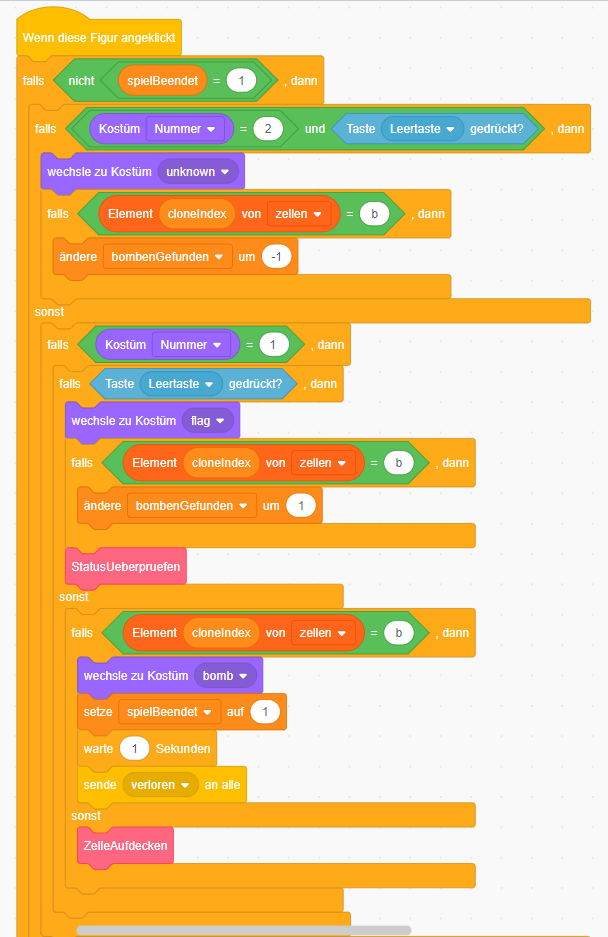 Wenn diese Figur angeklickt
falls nicht spielBeendet = 1 , dann
falls Kostüm Nummer = 2 und Taste Leertaste gedrückt? , dann
wechsle zu Kostüm unknown
falls Element cloneIndex von zellen = b , dann
ändere bombenGefunden um -1
sonst
falls Kostüm Nummer = 1 , dann
falls Taste Leertaste gedrückt? , dann
wechsle zu Kostüm flag
falls Element cloneIndex von zellen = b , dann
ändere bombenGefunden um 1
StatusUeberpruefen
sonst
falls Element cloneIndex von zellen = b , dann
wechsle zu Kostüm bomb
setze spielBeendet auf 1
warte 1 Sekunden
sende verloren an alle
sonst
ZelleAufdecken